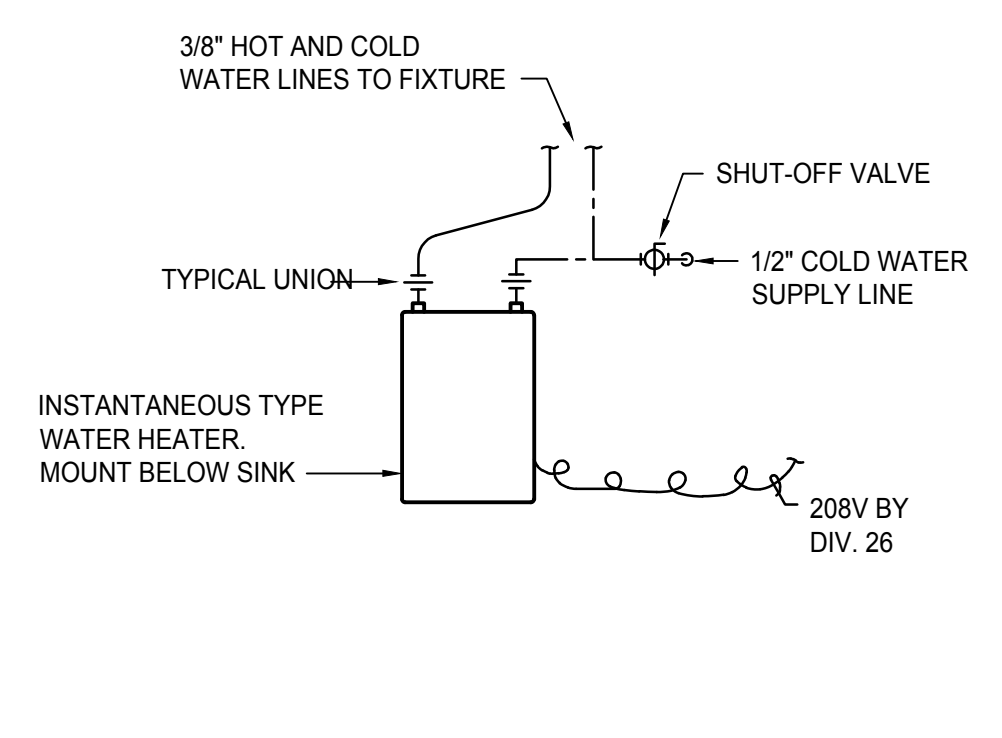 3/8" HOT AND COLD
WATER LINES TO FIXTURE
SHUT-OFF VALVE
1/2" COLD WATER
SUPPLY LINE
TYPICAL UNION
INSTANTANEOUS TYPE
WATER HEATER.
MOUNT BELOW SINK
208V BY
DIV. 26